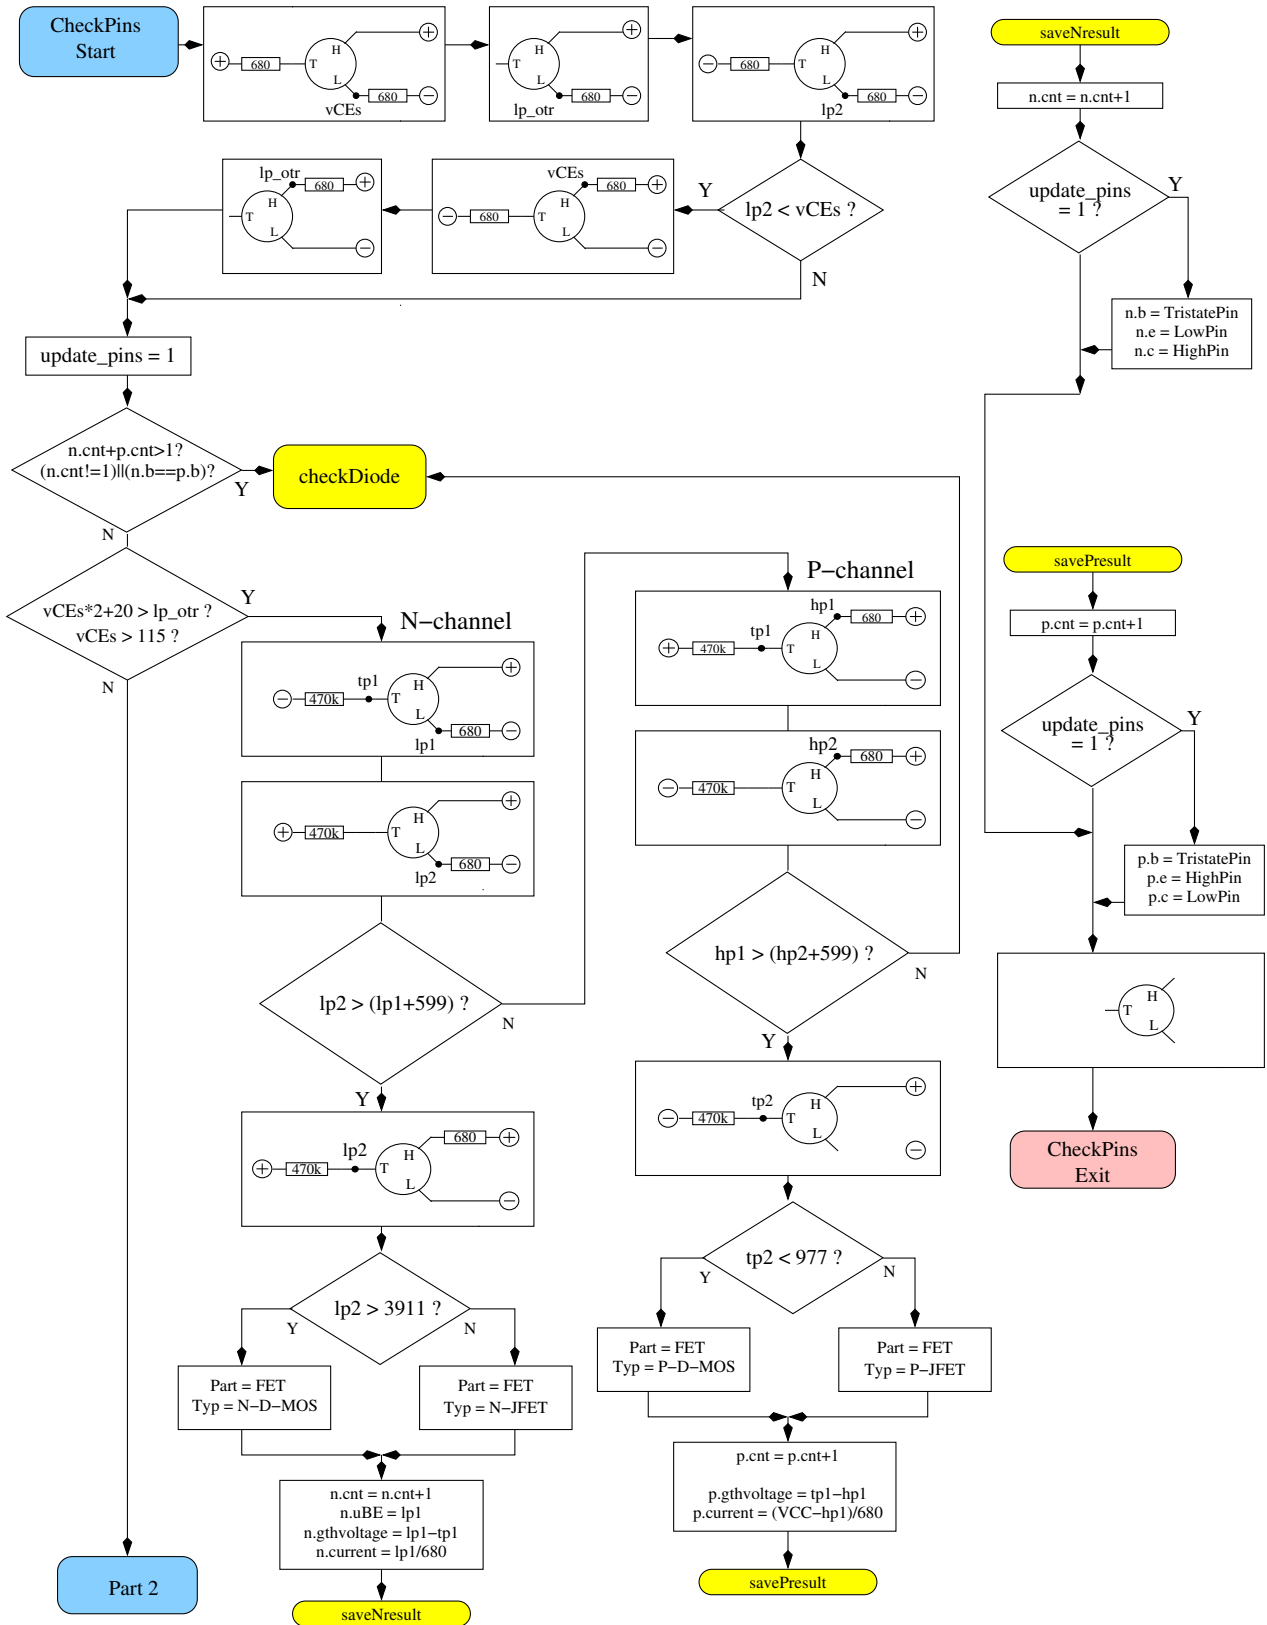 CheckPins
Start
H
T
L
680
680
vCEs
H
T
L
680
lp_otr
H
T
L
680
680
lp2
saveNresult
n.cnt = n.cnt+1
update_pins
= 1 ?
Y
n.b = TristatePin
n.e = LowPin
n.c = HighPin
lp_otr
680
H
T
L
vCEs
680
H
T
L
680
Y
lp2 < vCEs ?
N
update_pins = 1
n.cnt+p.cnt>1?
(n.cnt!=1)||(n.b==p.b)?
Y
N
checkDiode
vCEs*2+20 > lp_otr ?
vCEs > 115 ?
Y
N
N−channel
tp1
470k
H
T
L
680
lp1
470k
H
T
L
680
lp2
lp2 > (lp1+599) ?
N
Y
lp2
470k
680
H
T
L
lp2 > 3911 ?
Y
N
Part = FET
Typ = N−D−MOS
Part = FET
Typ = N−JFET
n.cnt = n.cnt+1
n.uBE = lp1
n.gthvoltage = lp1−tp1
n.current = lp1/680
saveNresult
Part 2
P−channel
hp1
680
tp1
470k
H
T
L
hp2
680
470k
H
T
L
hp1 > (hp2+599) ?
N
Y
tp2
470k
H
T
L
tp2 < 977 ?
Y
N
Part = FET
Typ = P−D−MOS
Part = FET
Typ = P−JFET
p.cnt = p.cnt+1
p.gthvoltage = tp1−hp1
p.current = (VCC−hp1)/680
savePresult
savePresult
p.cnt = p.cnt+1
update_pins
= 1 ?
Y
p.b = TristatePin
p.e = HighPin
p.c = LowPin
H
T
L
CheckPins
Exit